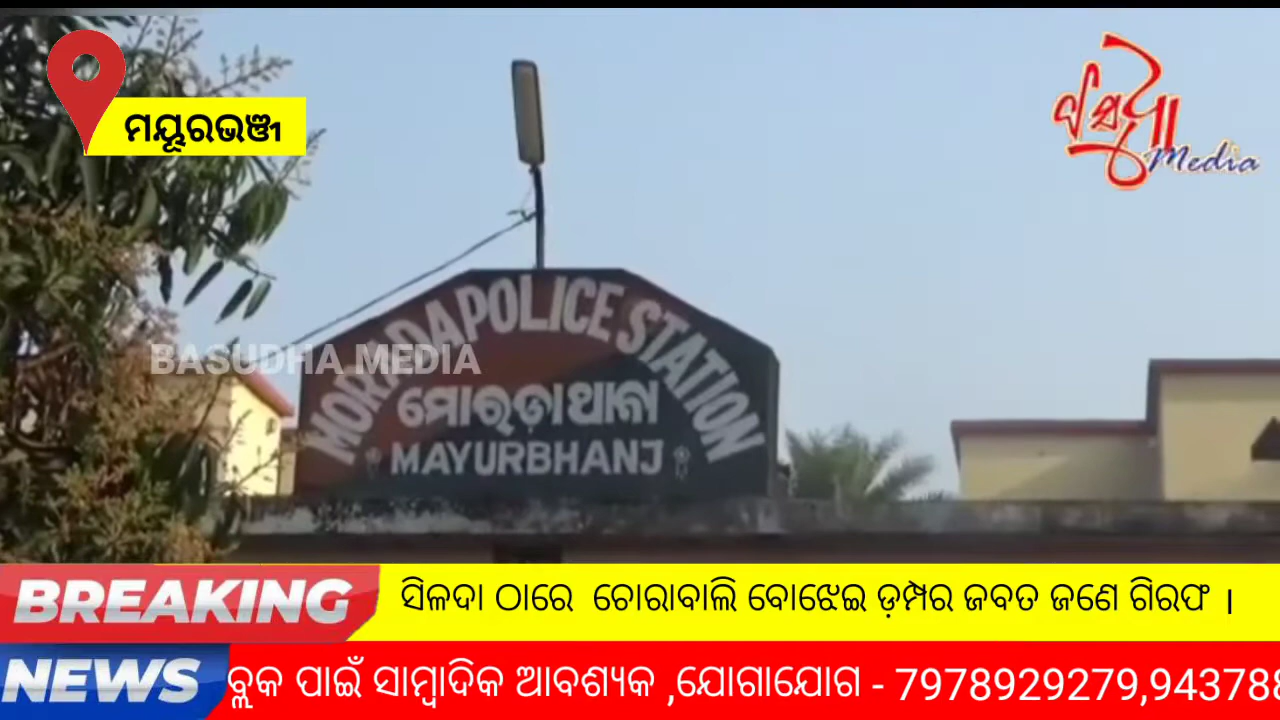 ମୟୂରଭଞ୍ଜ
ବସୁଧା
Media
MORADA POLICE STATION
BASUDHA MEDIA
ମୋରଡ଼ା ଥାନା
MAYURBHANJ
BREAKING
ସିଳଦା ଠାରେ ଚୋରାବାଲି ବୋଝେଇ ଡ଼ମ୍ପର ଜବତ ଜଣେ ଗିରଫ ।
NEWS
ବ୍ଲକ ପାଇଁ ସାମ୍ବାଦିକ ଆବଶ୍ୟକ ,ଯୋଗାଯୋଗ - 7978929279,943788